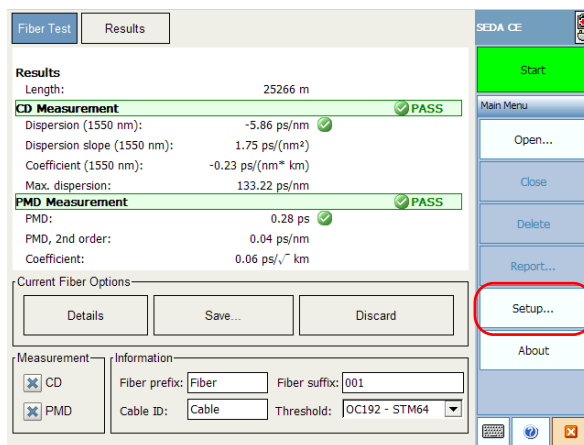 Fiber Test
Results
SEDA CE
Start
Results
Length: 25266 m
CD Measurement PASS
Dispersion (1550 nm): -5.86 ps/nm
Dispersion slope (1550 nm): 1.75 ps/(nm²)
Coefficient (1550 nm): -0.23 ps/(nm* km)
Max. dispersion: 133.22 ps/nm
PMD Measurement PASS
PMD: 0.28 ps
PMD, 2nd order: 0.04 ps/nm
Coefficient: 0.06 ps/√ km
Current Fiber Options
Details
Save...
Discard
Measurement
CD
PMD
Information
Fiber prefix: Fiber
Fiber suffix: 001
Cable ID: Cable
Threshold: OC192 - STM64
Main Menu
Open...
Close
Delete
Report...
Setup...
About